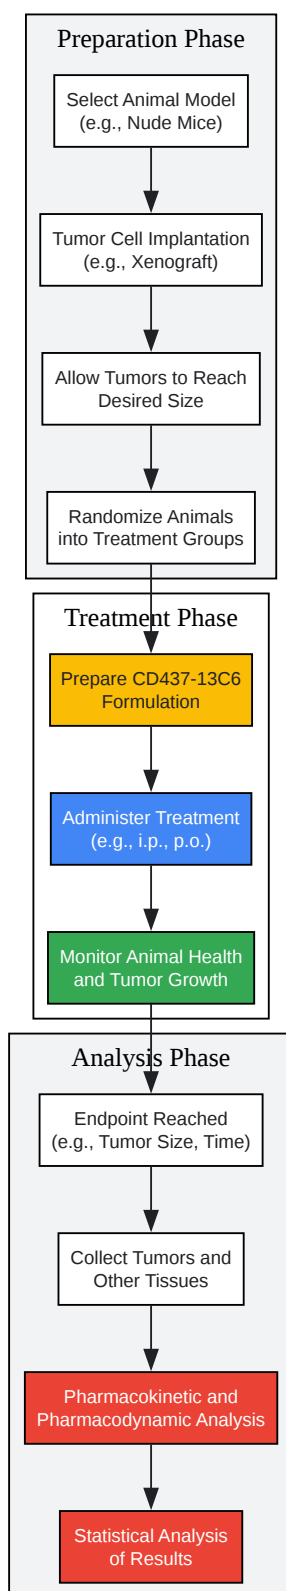 Preparation Phase
Select Animal Model
(e.g., Nude Mice)
Tumor Cell Implantation
(e.g., Xenograft)
Allow Tumors to Reach
Desired Size
Randomize Animals
into Treatment Groups
Treatment Phase
Prepare CD437-13C6
Formulation
Administer Treatment
(e.g., i.p., p.o.)
Monitor Animal Health
and Tumor Growth
Analysis Phase
Endpoint Reached
(e.g., Tumor Size, Time)
Collect Tumors and
Other Tissues
Pharmacokinetic and
Pharmacodynamic Analysis
Statistical Analysis
of Results